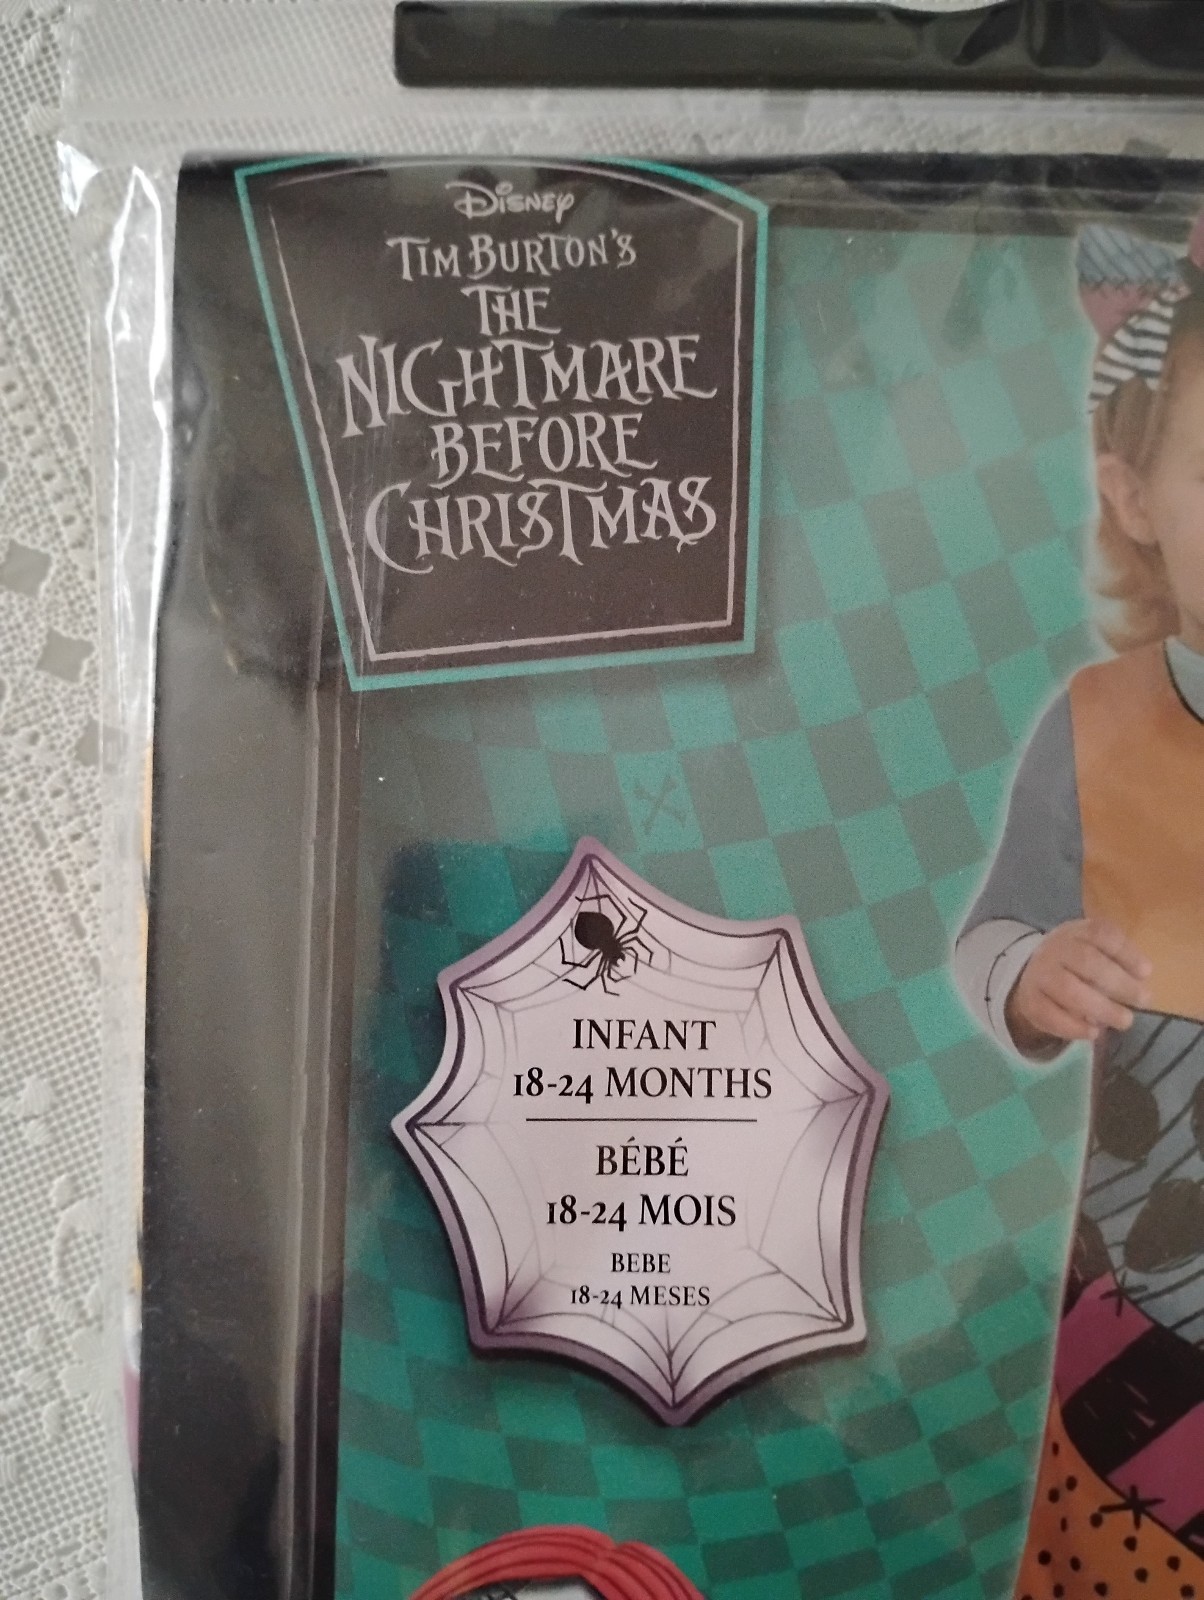 Disney
TIM BURTON'S
THE
NIGHTMARE
BEFORE
CHRISTMAS
INFANT
18-24 MONTHS
BÉBÉ
18-24 MOIS
BEBE
18-24 MESES